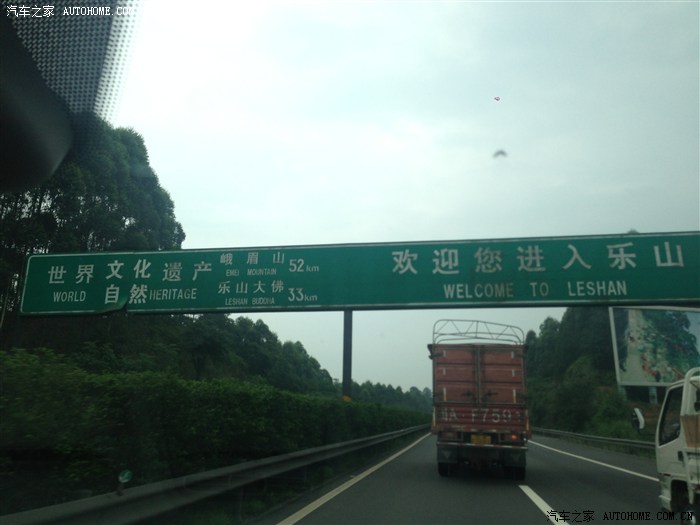 汽车之家 AUTOHOME.COM.CN
世界 文化 遗产
WORLD 自然 HERITAGE
峨眉山 52km
EMEI MOUNTAIN
乐山大佛 33km
LESHAN BUDDHA
欢迎您进入乐山
WELCOME TO LESHAN
汽车之家 AUTOHOME.COM.CN